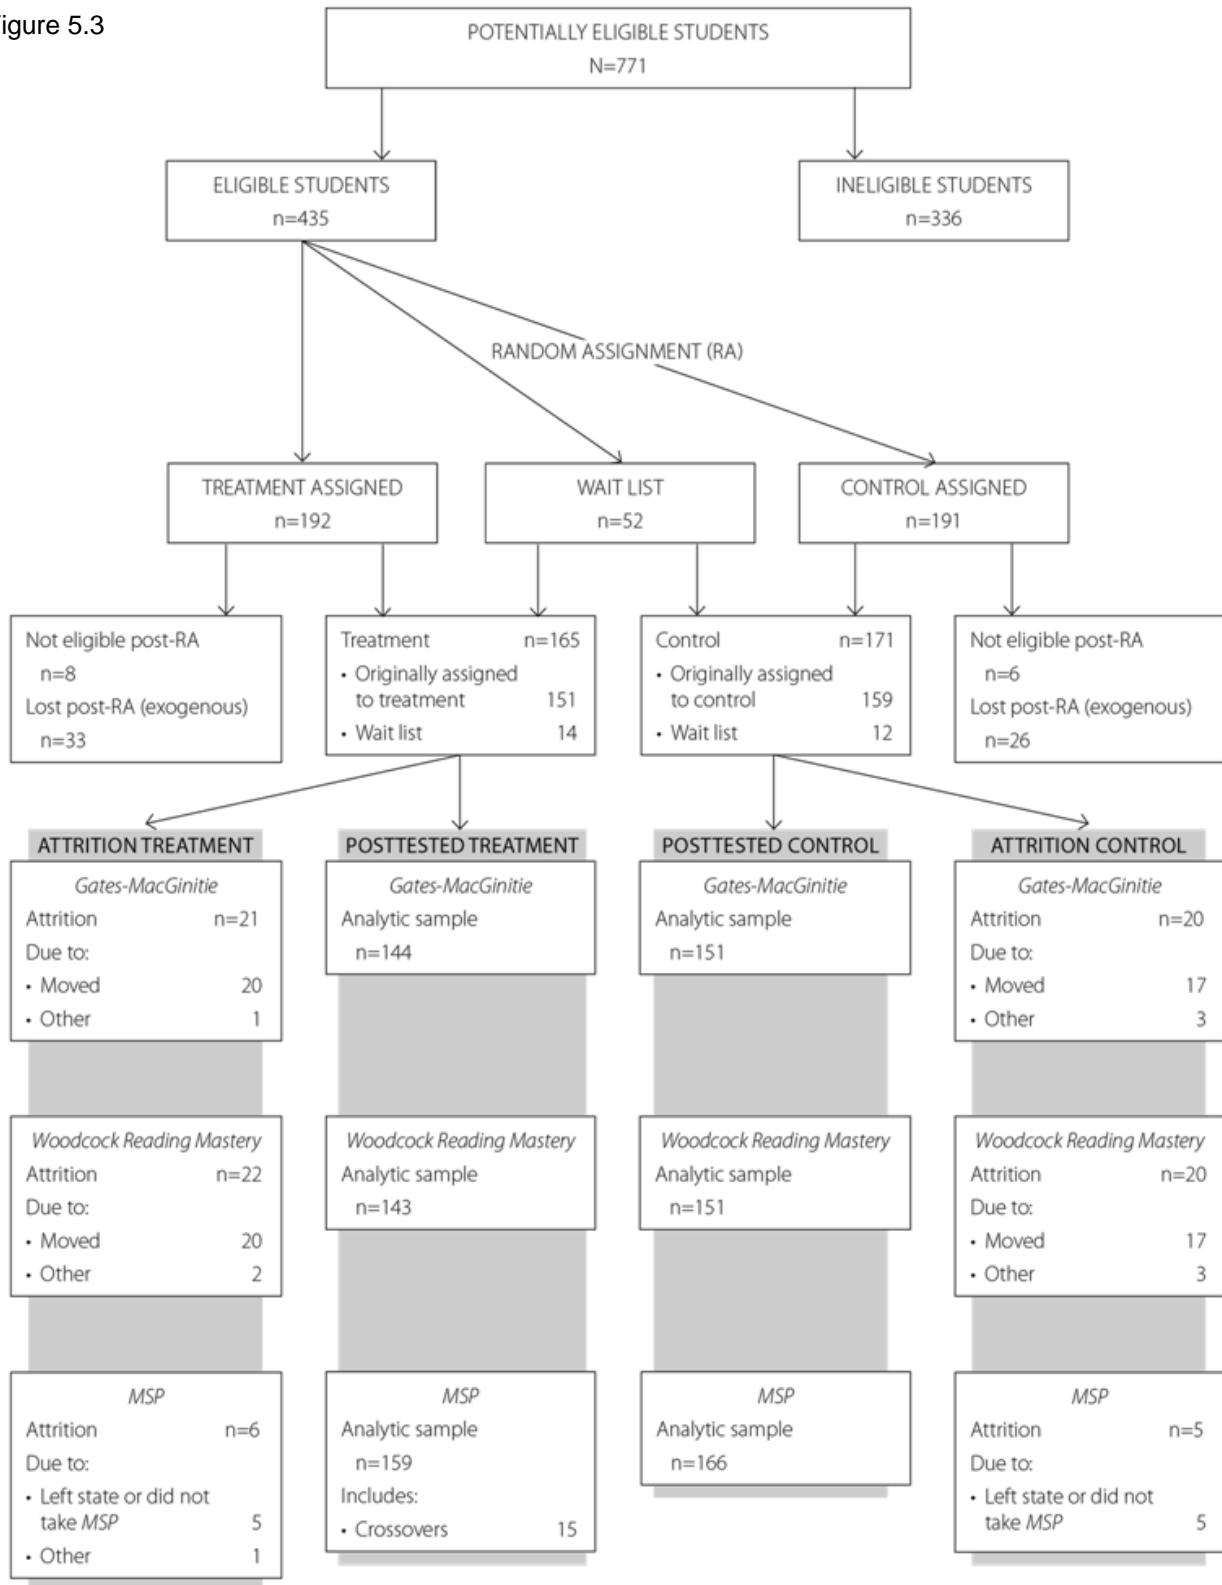 igure 5.3
POTENTIALLY ELIGIBLE STUDENTS
N=771
ELIGIBLE STUDENTS
n=435
INELIGIBLE STUDENTS
n=336
RANDOM ASSIGNMENT (RA)
TREATMENT ASSIGNED
n=192
WAIT LIST
n=52
CONTROL ASSIGNED
n=191
Not eligible post-RA
n=8
Lost post-RA (exogenous)
n=33
Treatment n=165
• Originally assigned
to treatment 151
• Wait list 14
Control n=171
• Originally assigned
to control 159
• Wait list 12
Not eligible post-RA
n=6
Lost post-RA (exogenous)
n=26
ATTRITION TREATMENT
Gates-MacGinitie
Attrition n=21
Due to:
• Moved 20
• Other 1
POSTTESTED TREATMENT
Gates-MacGinitie
Analytic sample
n=144
POSTTESTED CONTROL
Gates-MacGinitie
Analytic sample
n=151
ATTRITION CONTROL
Gates-MacGinitie
Attrition n=20
Due to:
• Moved 17
• Other 3
Woodcock Reading Mastery
Attrition n=22
Due to:
• Moved 20
• Other 2
Woodcock Reading Mastery
Analytic sample
n=143
Woodcock Reading Mastery
Analytic sample
n=151
Woodcock Reading Mastery
Attrition n=20
Due to:
• Moved 17
• Other 3
MSP
Attrition n=6
Due to:
• Left state or did not
take MSP 5
• Other 1
MSP
Analytic sample
n=159
Includes:
• Crossovers 15
MSP
Analytic sample
n=166
MSP
Attrition n=5
Due to:
• Left state or did not
take MSP 5